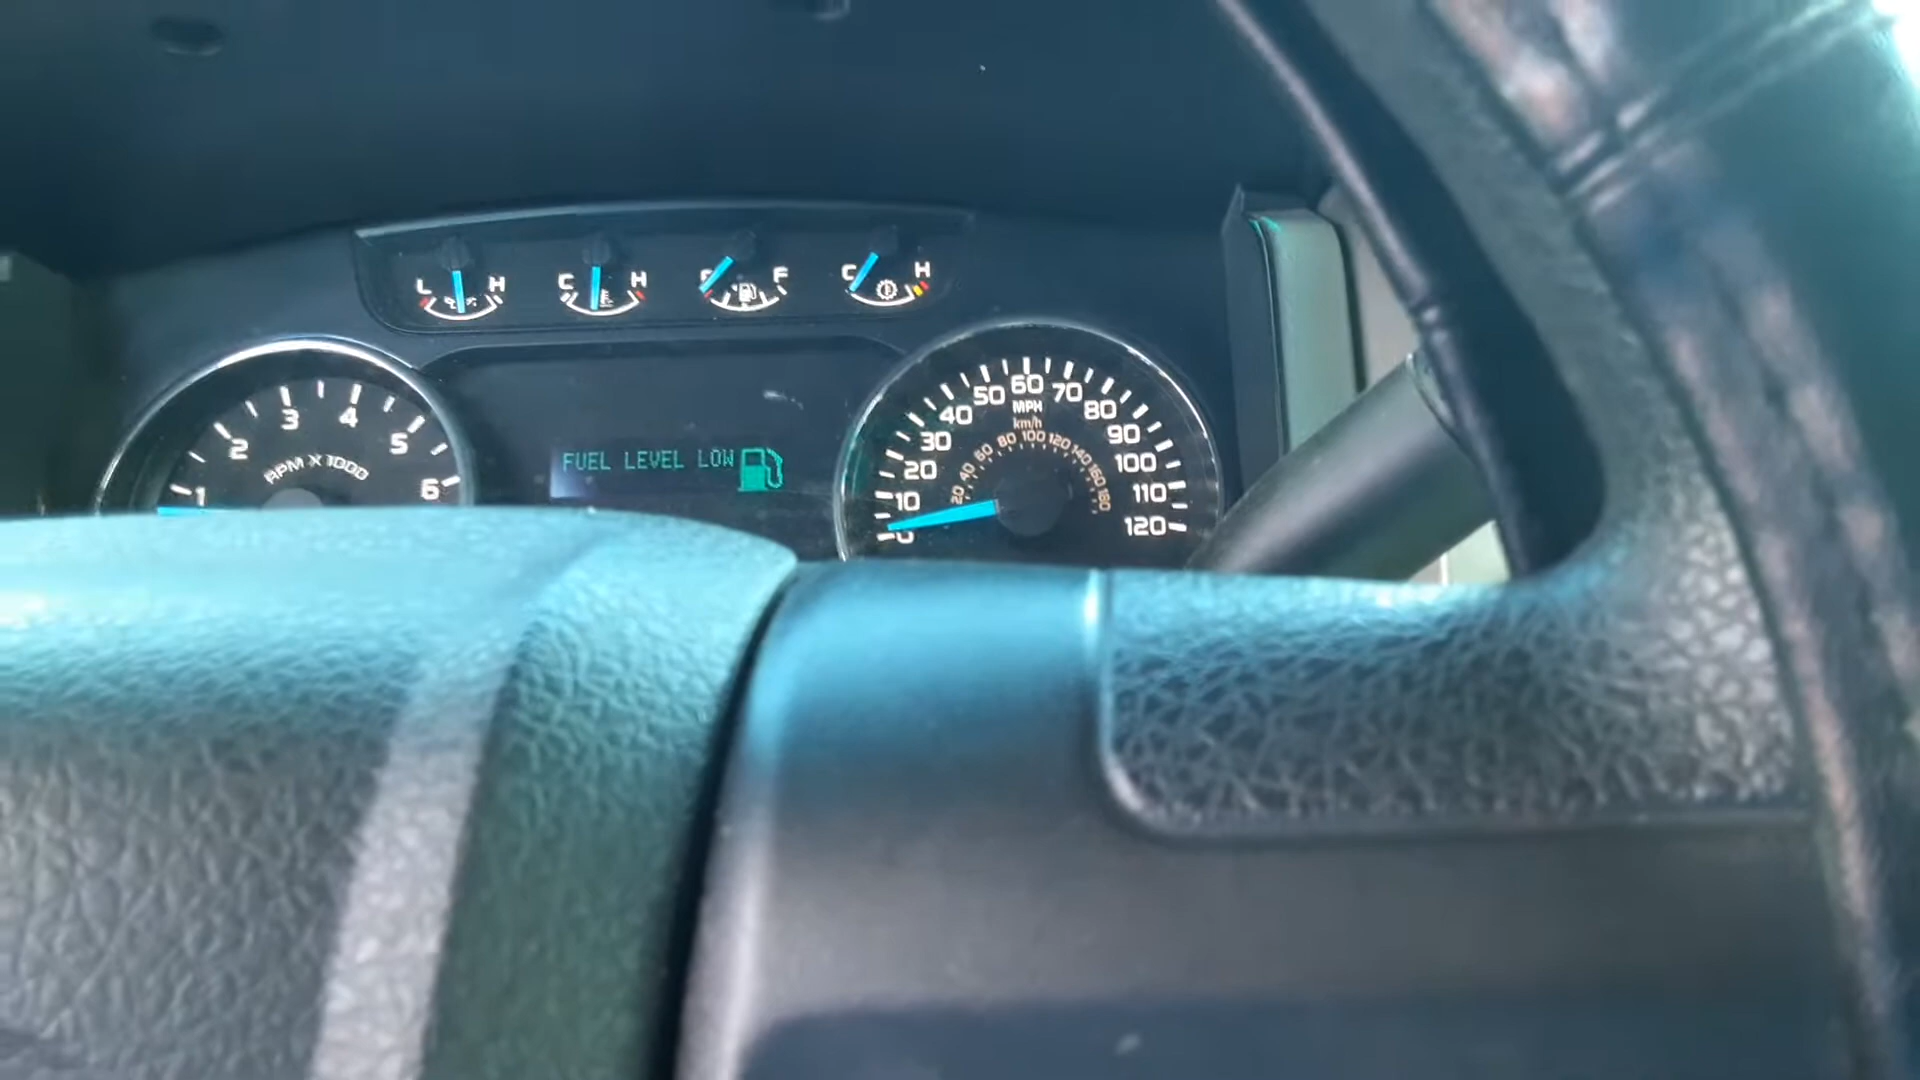 L H
C H
F
C H
1 2 3 4 5 6
RPM X 1000
FUEL LEVEL LOW
0 10 20 30 40 50 60 70 80 90 100 110 120
MPH
km/h
20 40 60 80 100 120 140 160 180